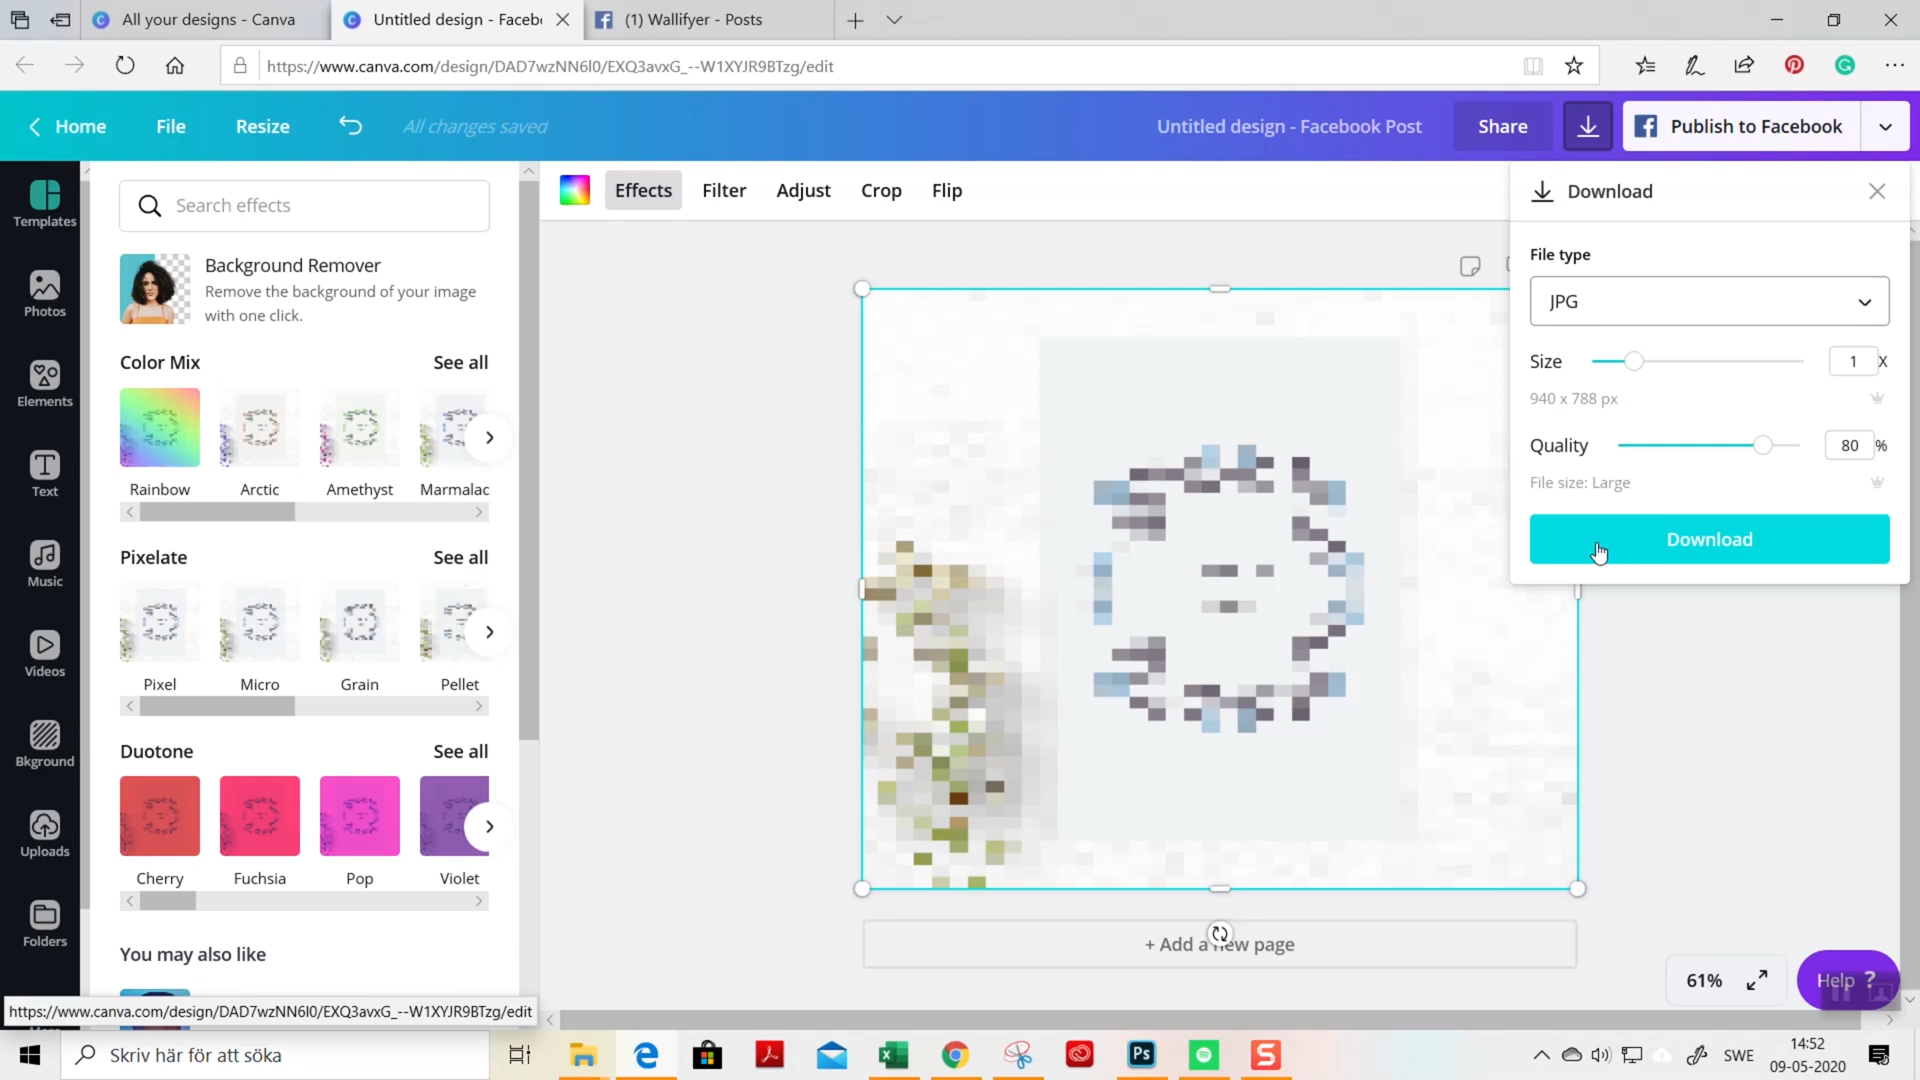 All your designs - Canva
Untitled design - Facebo
(1) Wallifyer - Posts
https://www.canva.com/design/DAD7wzNN6l0/EXQ3avxG_--W1XYJR9BTzg/edit
Home
File
Resize
All changes saved
Untitled design - Facebook Post
Share
Publish to Facebook
Templates
Photos
Elements
Text
Music
Videos
Bkground
Uploads
Folders
Search effects
Background Remover
Remove the background of your image
with one click.
Color Mix
See all
Rainbow
Arctic
Amethyst
Marmalac
Pixelate
See all
Pixel
Micro
Grain
Pellet
Duotone
See all
Cherry
Fuchsia
Pop
Violet
You may also like
https://www.canva.com/design/DAD7wzNN6l0/EXQ3avxG_--W1XYJR9BTzg/edit
Effects
Filter
Adjust
Crop
Flip
Download
File type
JPG
Size
1 X
940 x 788 px
Quality
80 %
File size: Large
Download
+ Add a new page
61%
Help ?
Skriv här för att söka
Ps
SWE
14:52
09-05-2020